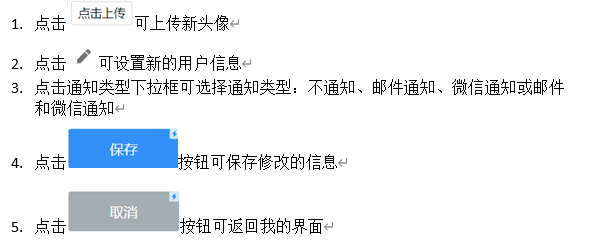 1. 点击 点击上传 可上传新头像
2. 点击 可设置新的用户信息
3. 点击通知类型下拉框可选择通知类型：不通知、邮件通知、微信通知或邮件
和微信通知
4. 点击 保存 按钮可保存修改的信息
5. 点击 取消 按钮可返回我的界面